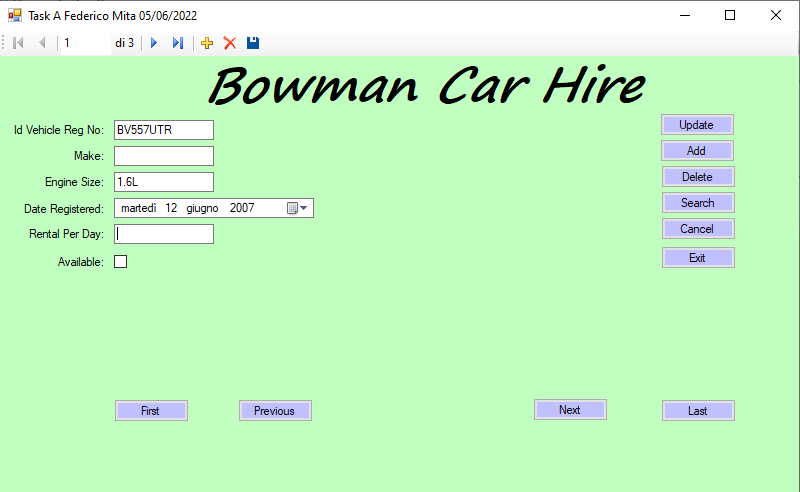 Task A Federico Mita 05/06/2022
1 di 3
Bowman Car Hire
Id Vehicle Reg No: BV557UTR
Make:
Engine Size: 1.6L
Date Registered: martedì 12 giugno 2007
Rental Per Day:
Available:
Update
Add
Delete
Search
Cancel
Exit
First Previous Next Last